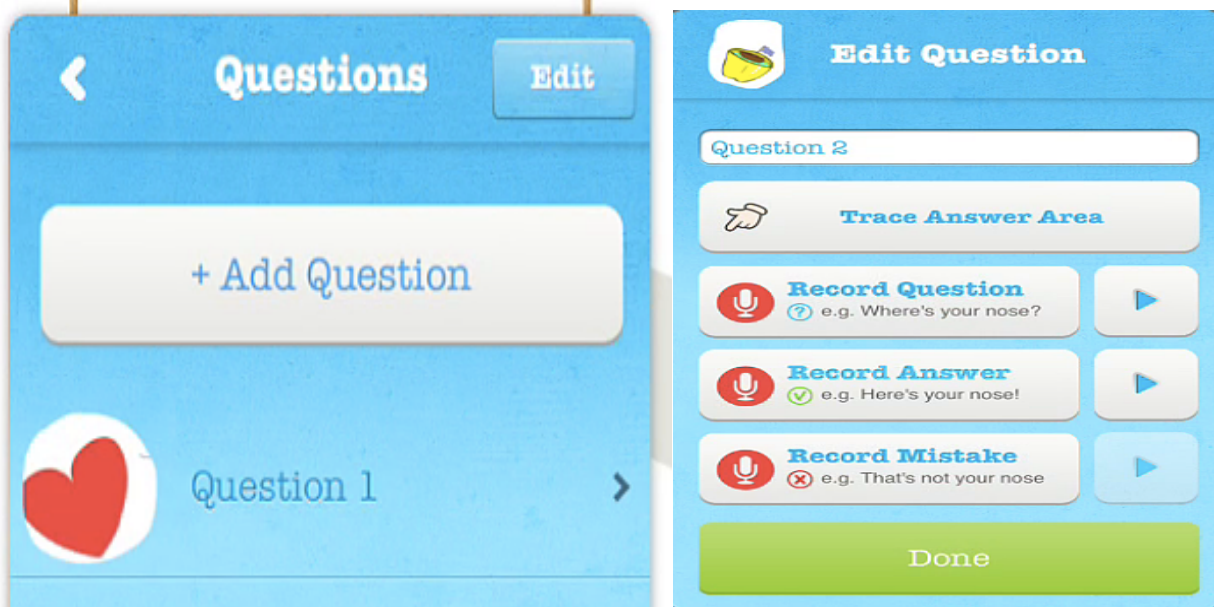 Questions
Edit
+ Add Question
Question 1
Edit Question
Question 2
Trace Answer Area
Record Question
e.g. Where's your nose?
Record Answer
e.g. Here's your nose!
Record Mistake
e.g. That's not your nose
Done